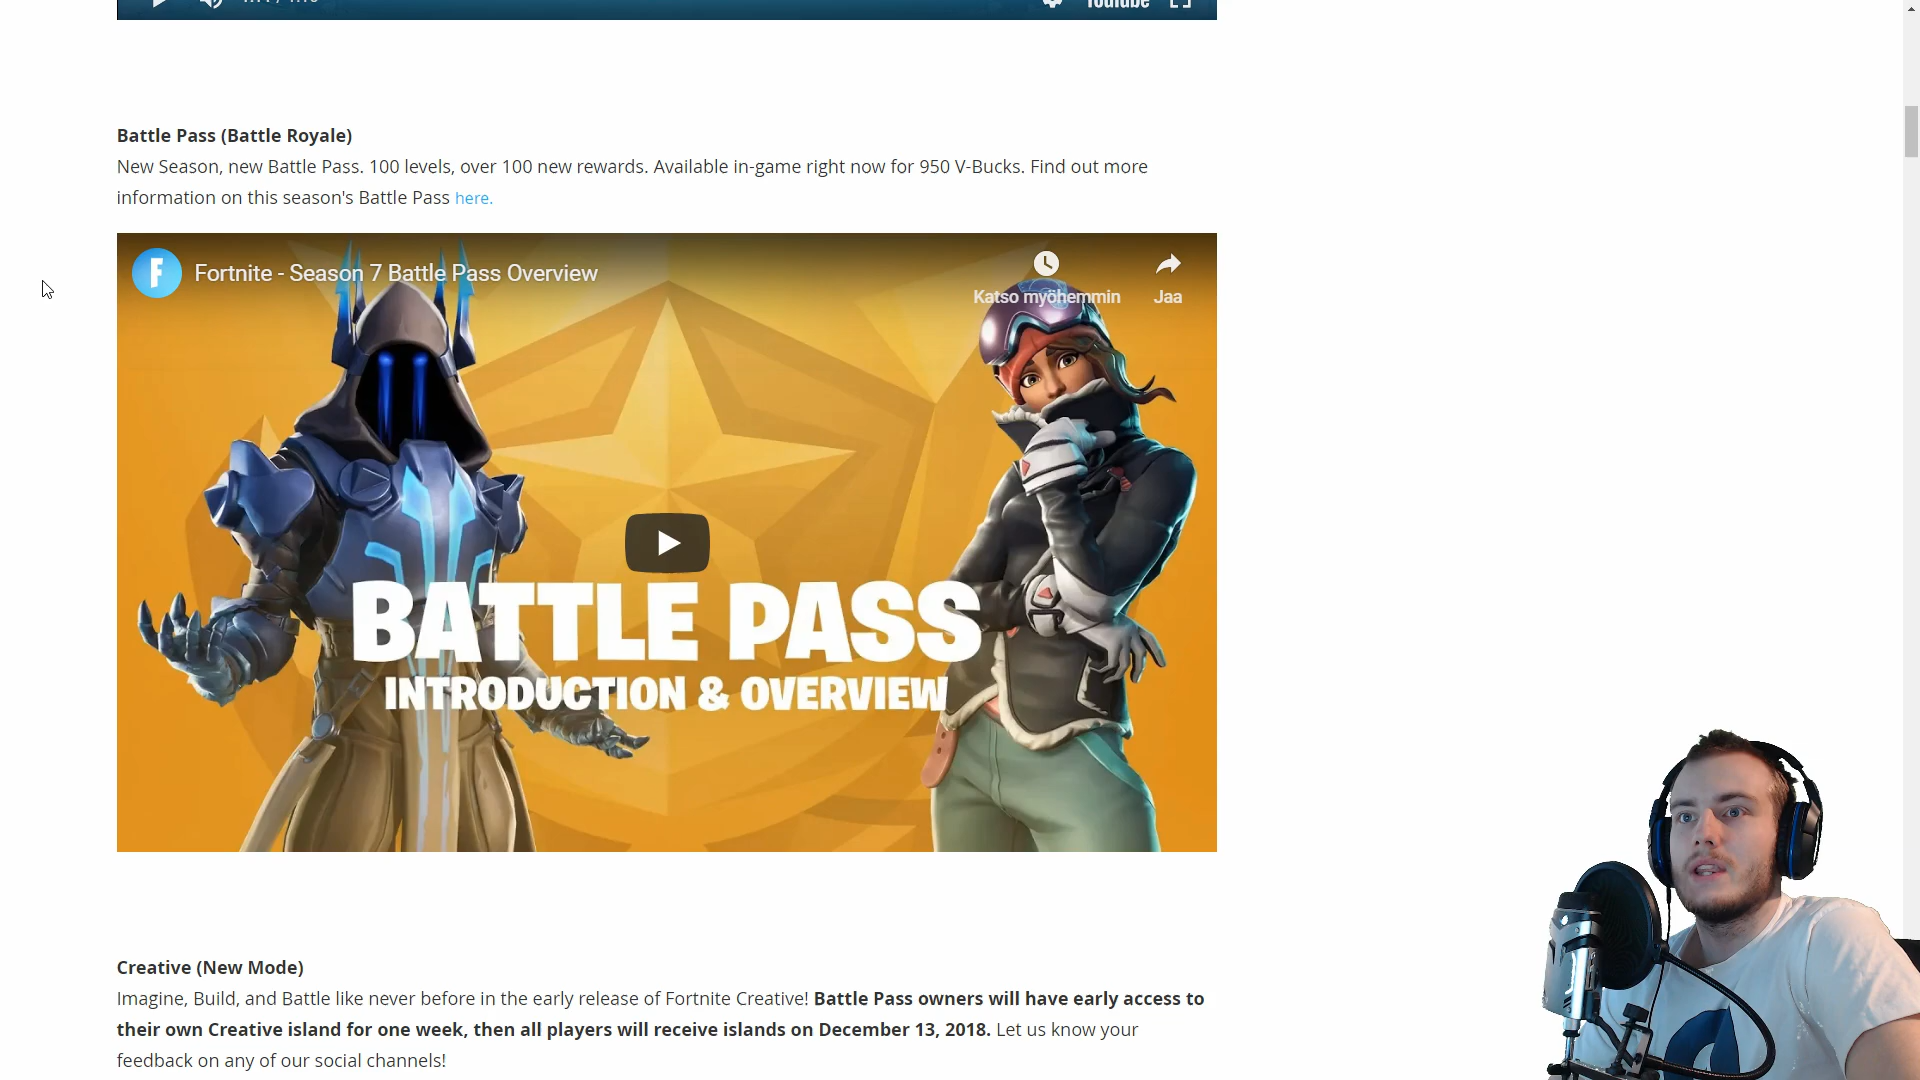 YouTube
Battle Pass (Battle Royale)
New Season, new Battle Pass. 100 levels, over 100 new rewards. Available in-game right now for 950 V-Bucks. Find out more
information on this season's Battle Pass here.
F
Fortnite - Season 7 Battle Pass Overview
Katso myöhemmin
Jaa
BATTLE PASS
INTRODUCTION & OVERVIEW
Creative (New Mode)
Imagine, Build, and Battle like never before in the early release of Fortnite Creative! Battle Pass owners will have early access to
their own Creative island for one week, then all players will receive islands on December 13, 2018. Let us know your
feedback on any of our social channels!